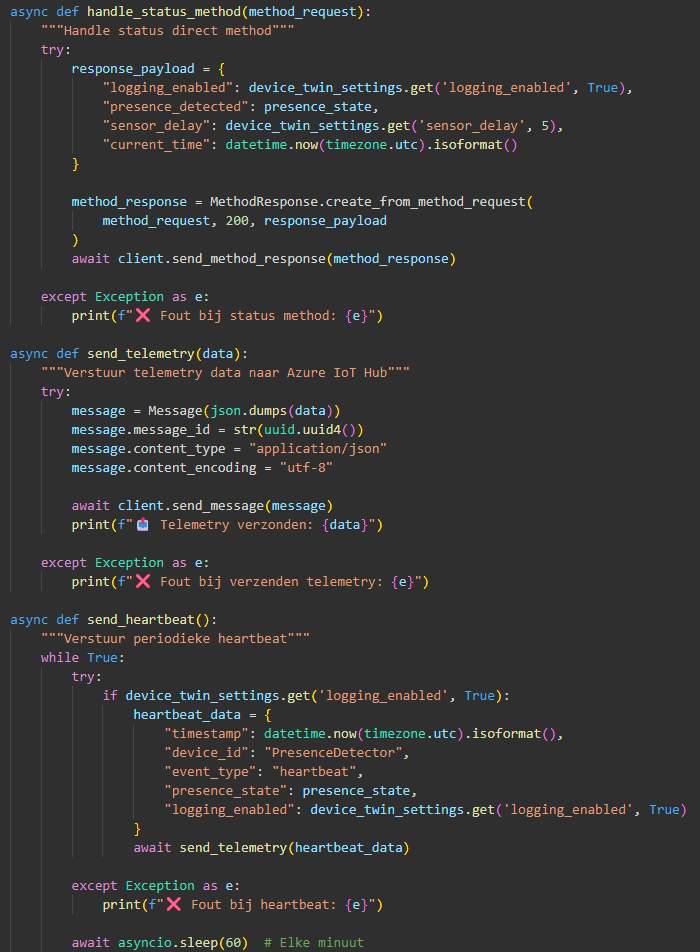 async def handle_status_method(method_request):
    """Handle status direct method"""
    try:
        response_payload = {
            "logging_enabled": device_twin_settings.get('logging_enabled', True),
            "presence_detected": presence_state,
            "sensor_delay": device_twin_settings.get('sensor_delay', 5),
            "current_time": datetime.now(timezone.utc).isoformat()
        }

        method_response = MethodResponse.create_from_method_request(
            method_request, 200, response_payload
        )
        await client.send_method_response(method_response)

    except Exception as e:
        print(f"❌ Fout bij status method: {e}")

async def send_telemetry(data):
    """Verstuur telemetry data naar Azure IoT Hub"""
    try:
        message = Message(json.dumps(data))
        message.message_id = str(uuid.uuid4())
        message.content_type = "application/json"
        message.content_encoding = "utf-8"

        await client.send_message(message)
        print(f"📤 Telemetry verzonden: {data}")

    except Exception as e:
        print(f"❌ Fout bij verzenden telemetry: {e}")

async def send_heartbeat():
    """Verstuur periodieke heartbeat"""
    while True:
        try:
            if device_twin_settings.get('logging_enabled', True):
                heartbeat_data = {
                    "timestamp": datetime.now(timezone.utc).isoformat(),
                    "device_id": "PresenceDetector",
                    "event_type": "heartbeat",
                    "presence_state": presence_state,
                    "logging_enabled": device_twin_settings.get('logging_enabled', True)
                }
                await send_telemetry(heartbeat_data)

        except Exception as e:
            print(f"❌ Fout bij heartbeat: {e}")

        await asyncio.sleep(60)  # Elke minuut